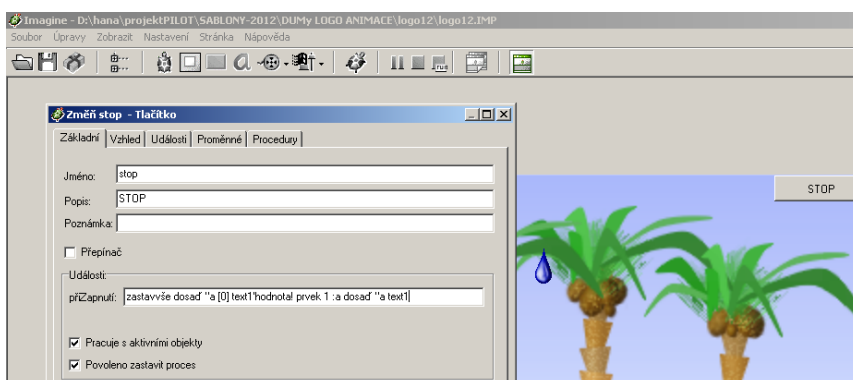 Imagine - D:\hana\projektPILOT\SABLONY-2012\DUMy LOGO ANIMACE\logo12\logo12.IMP
Soubor Úpravy Zobrazit Nastavení Stránka Nápověda
Změň stop - Tlačítko
Základní Vzhled Události Proměnné Procedury
Jméno: stop
Popis: STOP
Poznámka:
Přepínač
Události:
přiZapnutí: zastavvše dosaď "a [0] text1'hodnota! prvek 1 :a dosaď "a text1
Pracuje s aktivními objekty
Povoleno zastavit proces
STOP